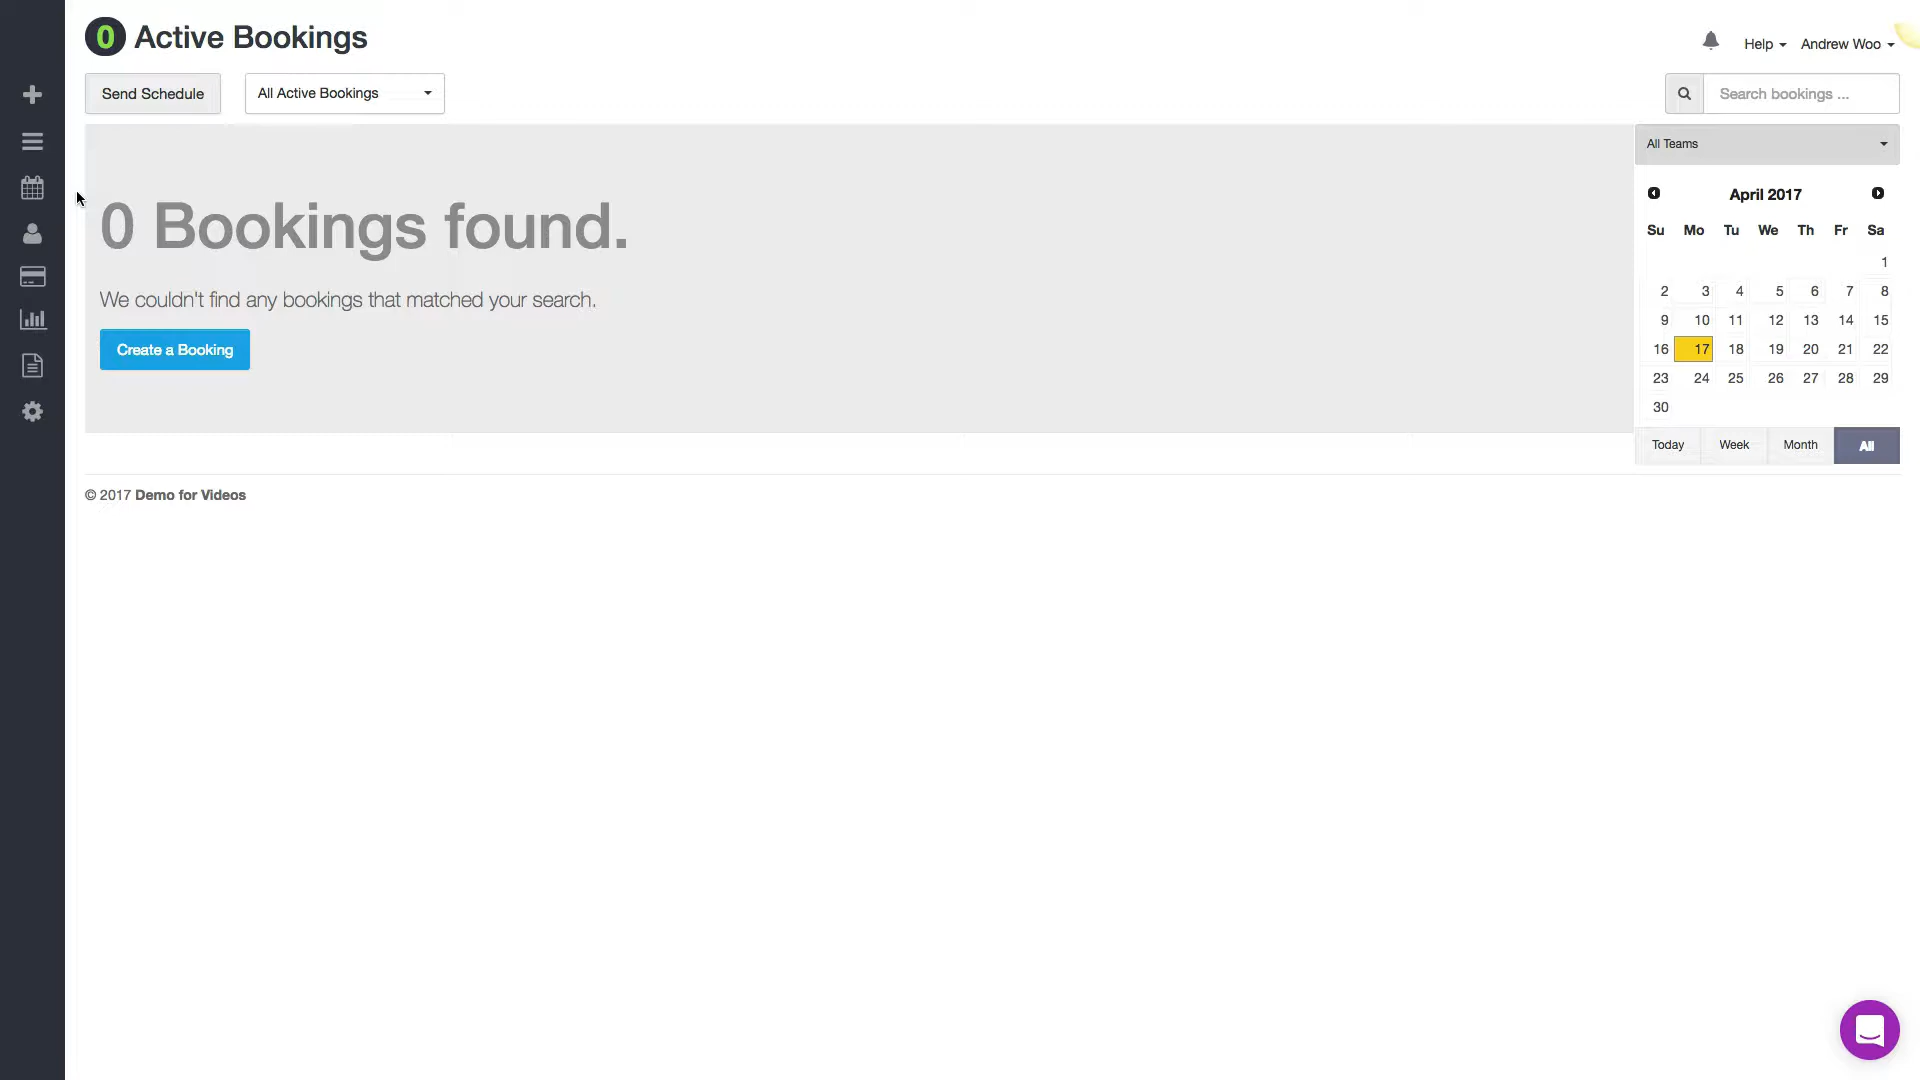 0 Active Bookings
Help
Andrew Woo
Send Schedule
All Active Bookings
Search bookings ...
0 Bookings found.
We couldn't find any bookings that matched your search.
Create a Booking
All Teams
April 2017
Su Mo Tu We Th Fr Sa
1
2 3 4 5 6 7 8
9 10 11 12 13 14 15
16 17 18 19 20 21 22
23 24 25 26 27 28 29
30
Today Week Month All
© 2017 Demo for Videos